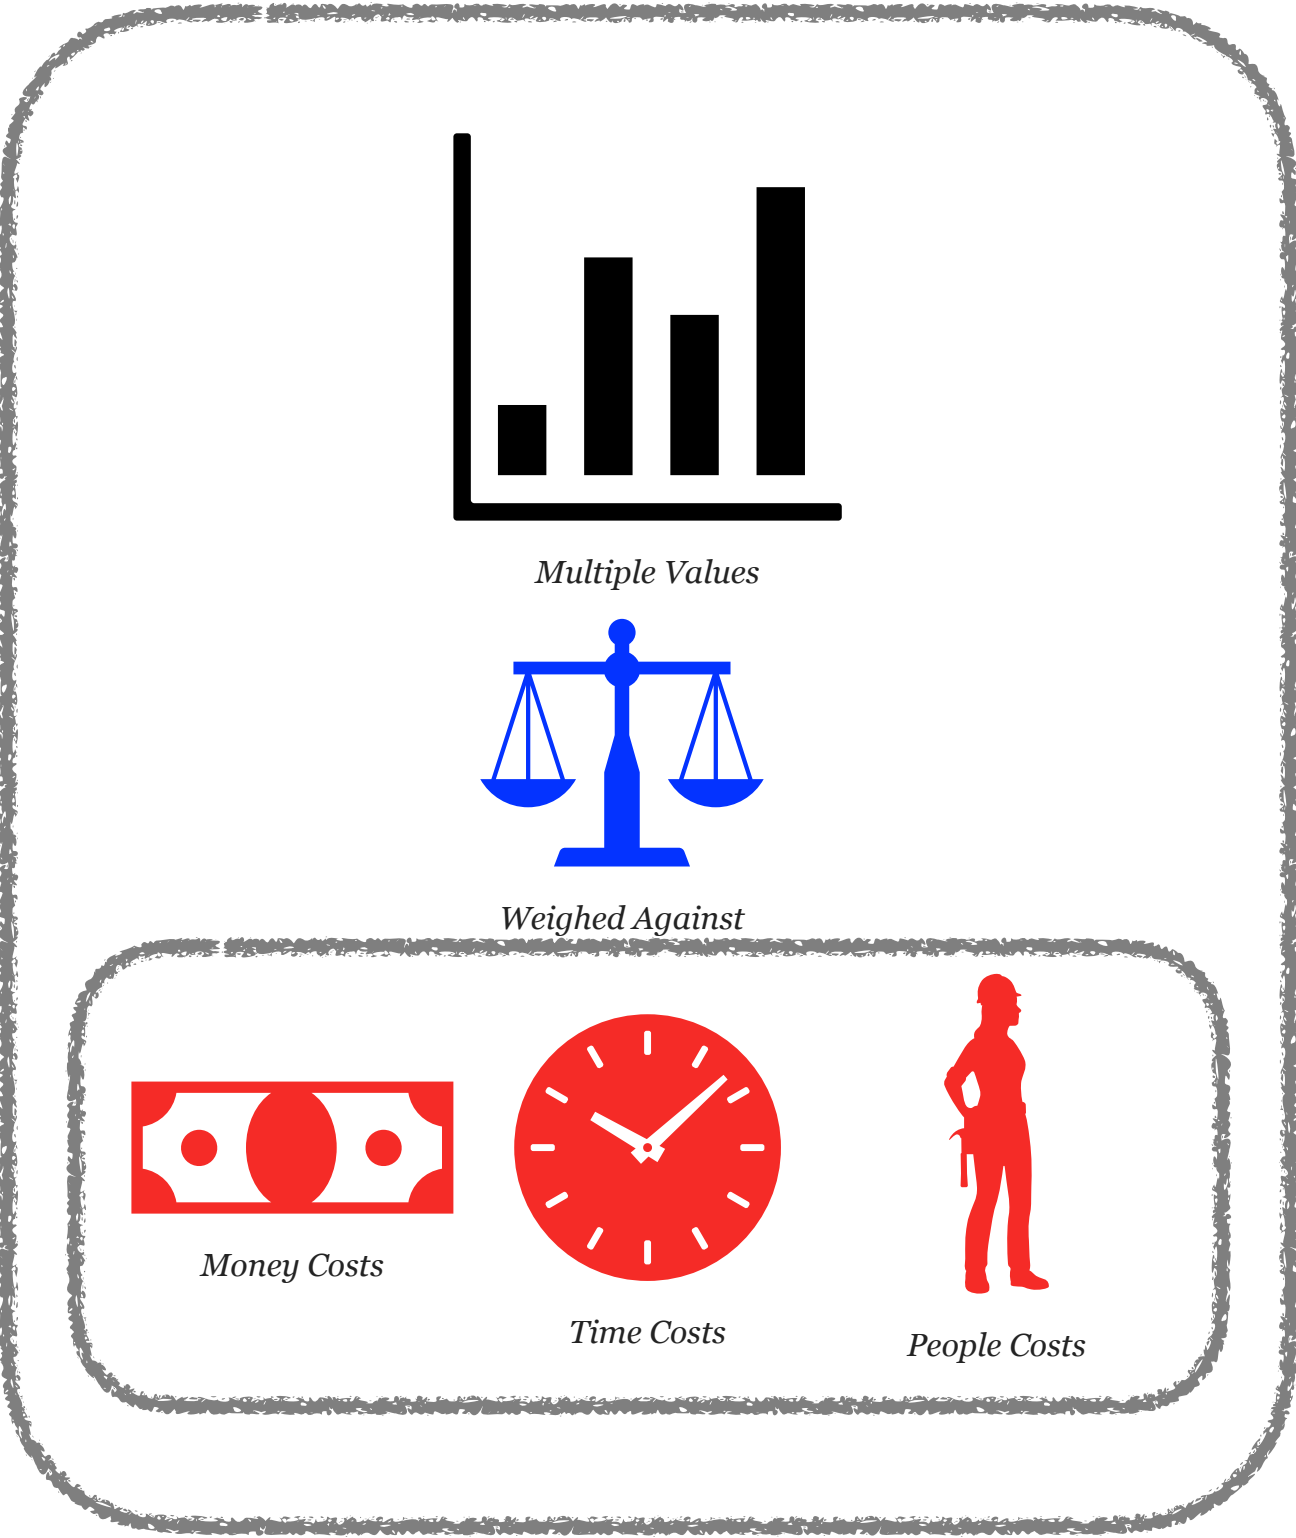 Multiple Values
Weighed Against
Money Costs
Time Costs
People Costs